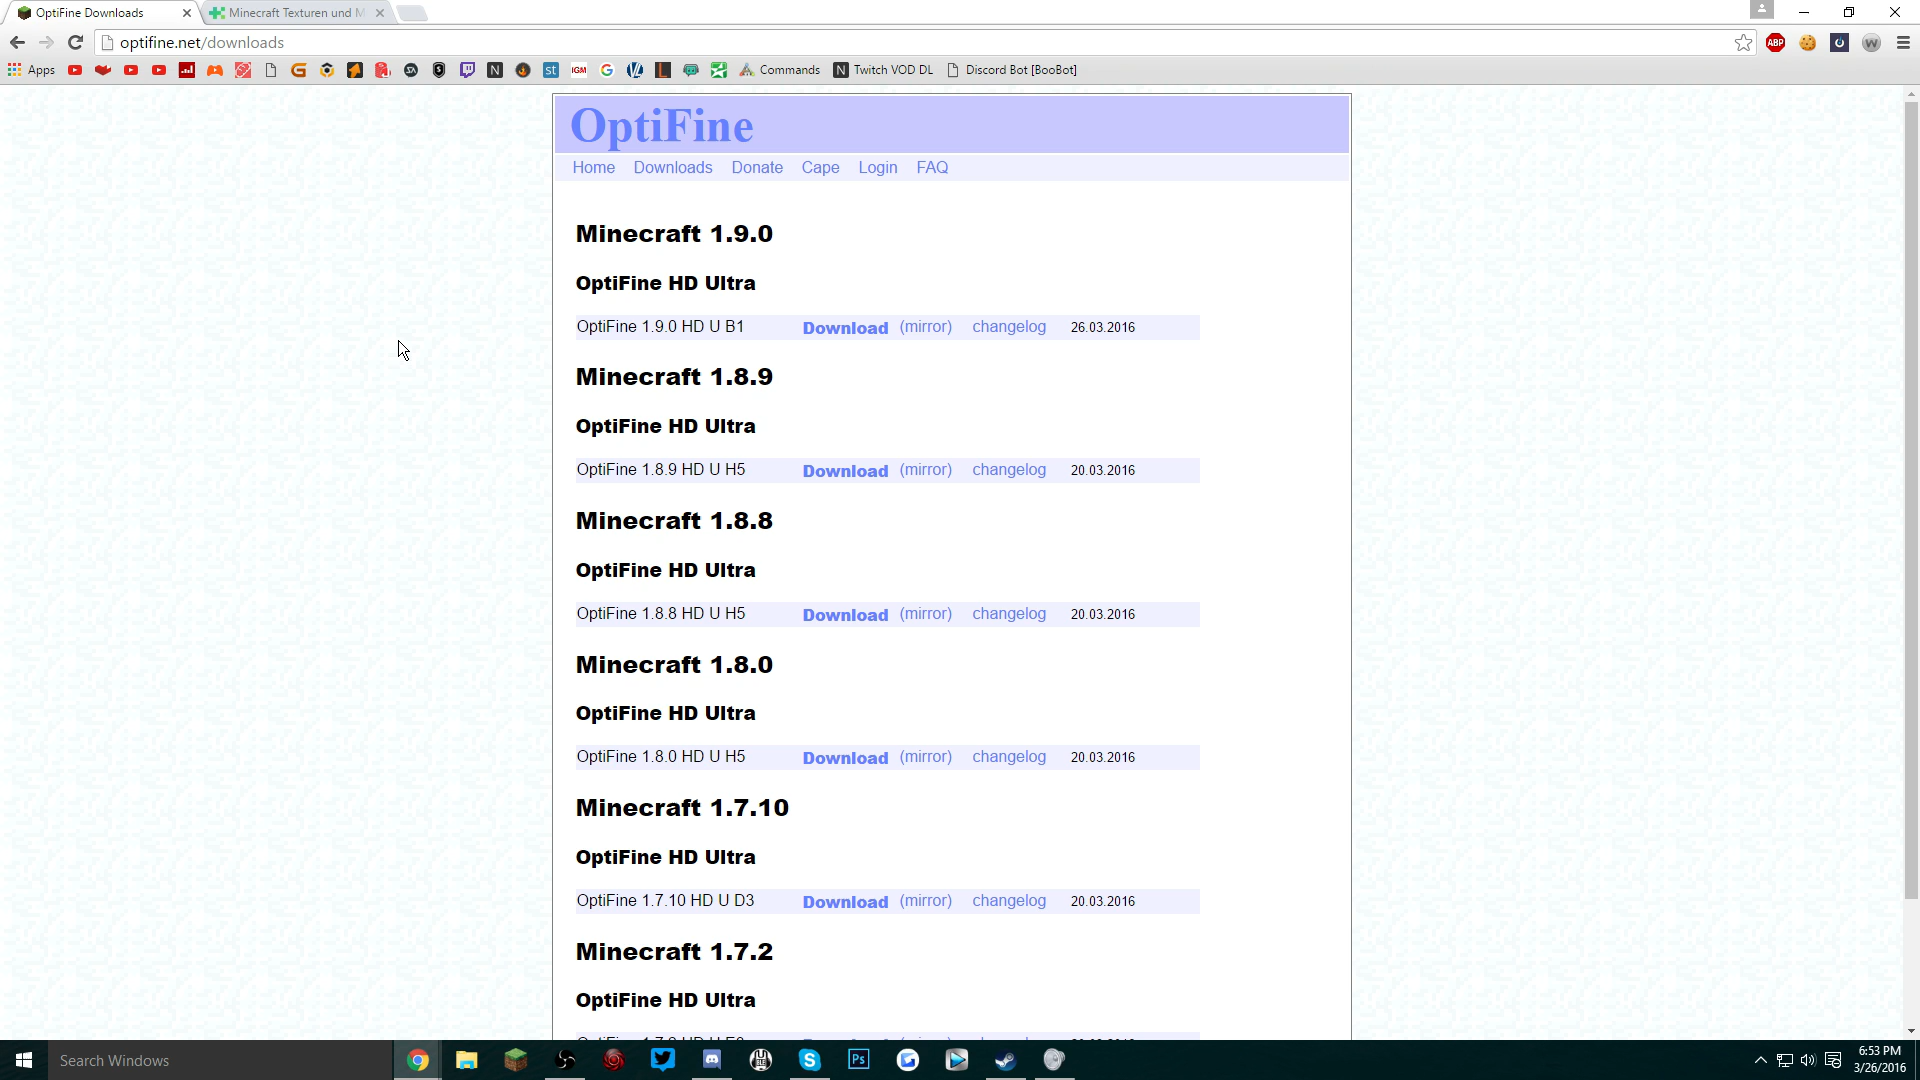 OptiFine Downloads
Minecraft Texturen und M
optifine.net/downloads
ABP
Apps
st
IGM
Commands
Twitch VOD DL
Discord Bot [BooBot]
OptiFine
Home Downloads Donate Cape Login FAQ
Minecraft 1.9.0
OptiFine HD Ultra
OptiFine 1.9.0 HD U B1 Download (mirror) changelog 26.03.2016
Minecraft 1.8.9
OptiFine HD Ultra
OptiFine 1.8.9 HD U H5 Download (mirror) changelog 20.03.2016
Minecraft 1.8.8
OptiFine HD Ultra
OptiFine 1.8.8 HD U H5 Download (mirror) changelog 20.03.2016
Minecraft 1.8.0
OptiFine HD Ultra
OptiFine 1.8.0 HD U H5 Download (mirror) changelog 20.03.2016
Minecraft 1.7.10
OptiFine HD Ultra
OptiFine 1.7.10 HD U D3 Download (mirror) changelog 20.03.2016
Minecraft 1.7.2
OptiFine HD Ultra
Search Windows
Ps
6:53 PM
3/26/2016